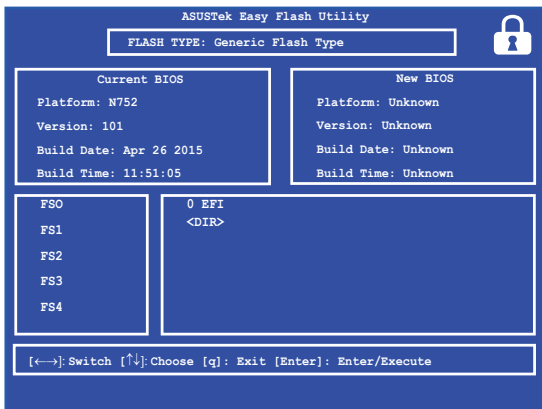 ASUSTek Easy Flash Utility
FLASH TYPE: Generic Flash Type
Current BIOS
Platform: N752
Version: 101
Build Date: Apr 26 2015
Build Time: 11:51:05
New BIOS
Platform: Unknown
Version: Unknown
Build Date: Unknown
Build Time: Unknown
FSO
FS1
FS2
FS3
FS4
0 EFI
<DIR>
[←→]: Switch [↑↓]: Choose [q]: Exit [Enter]: Enter/Execute